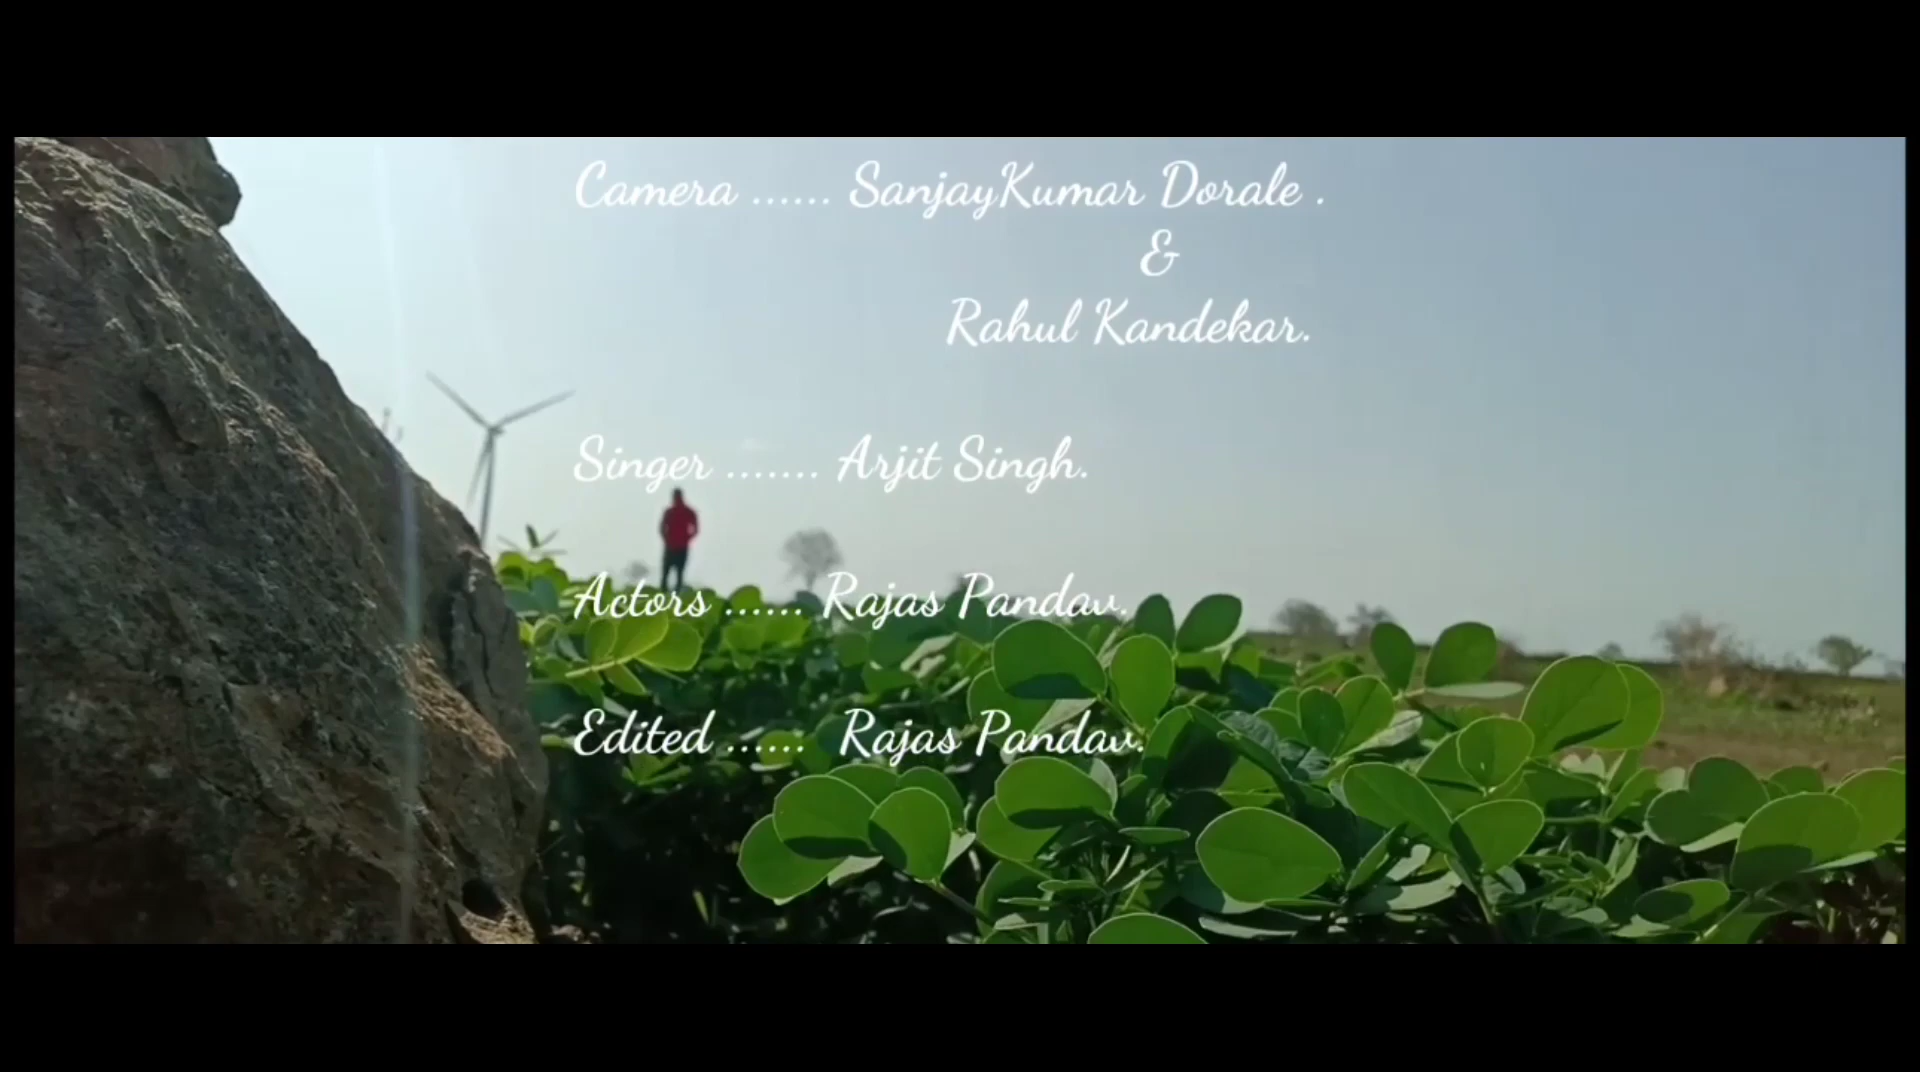 Camera ...... SanjayKumar Dorale .
&
Rahul Kandekar.
Singer ....... Arjit Singh.
Actors ...... Rajas Pandav.
Edited ...... Rajas Pandav.